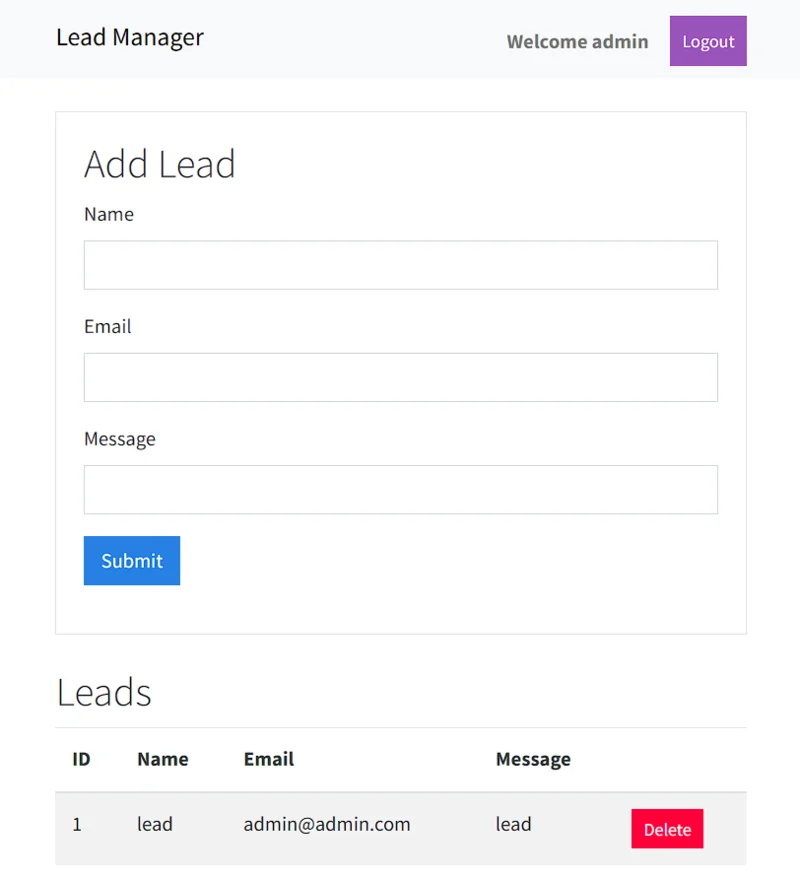 Lead Manager Welcome admin Logout
Add Lead
Name
Email
Message
Submit
Leads
ID Name Email Message
1 lead admin@admin.com lead Delete